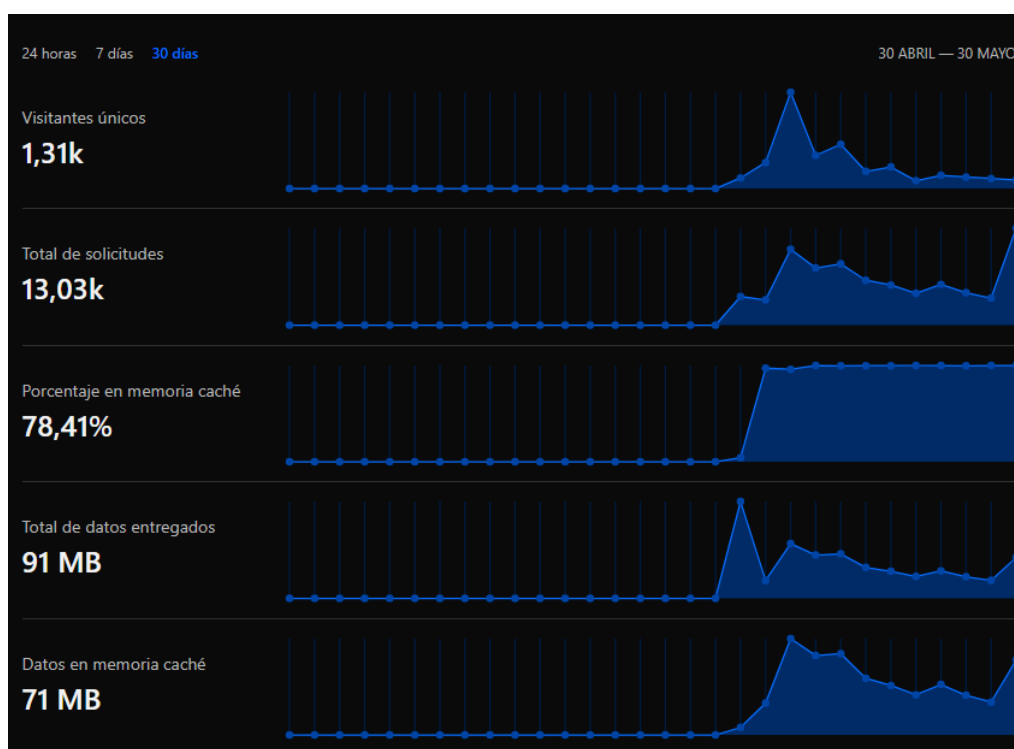 24 horas 7 días 30 días 30 ABRIL — 30 MAYO
Visitantes únicos
1,31k
Total de solicitudes
13,03k
Porcentaje en memoria caché
78,41%
Total de datos entregados
91 MB
Datos en memoria caché
71 MB